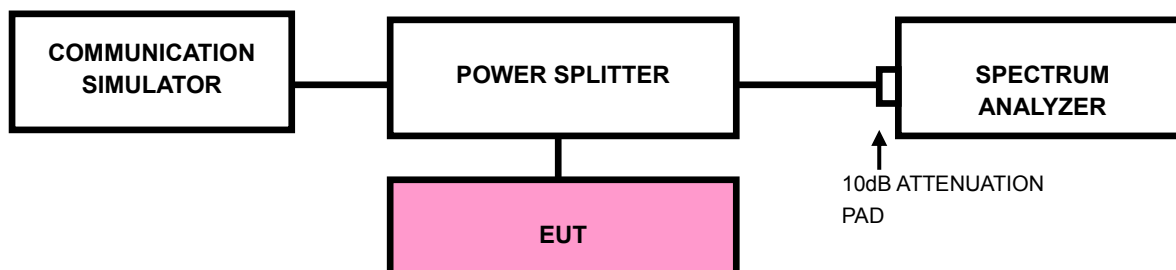 COMMUNICATION
SIMULATOR
POWER SPLITTER
SPECTRUM
ANALYZER
10dB ATTENUATION
PAD
EUT